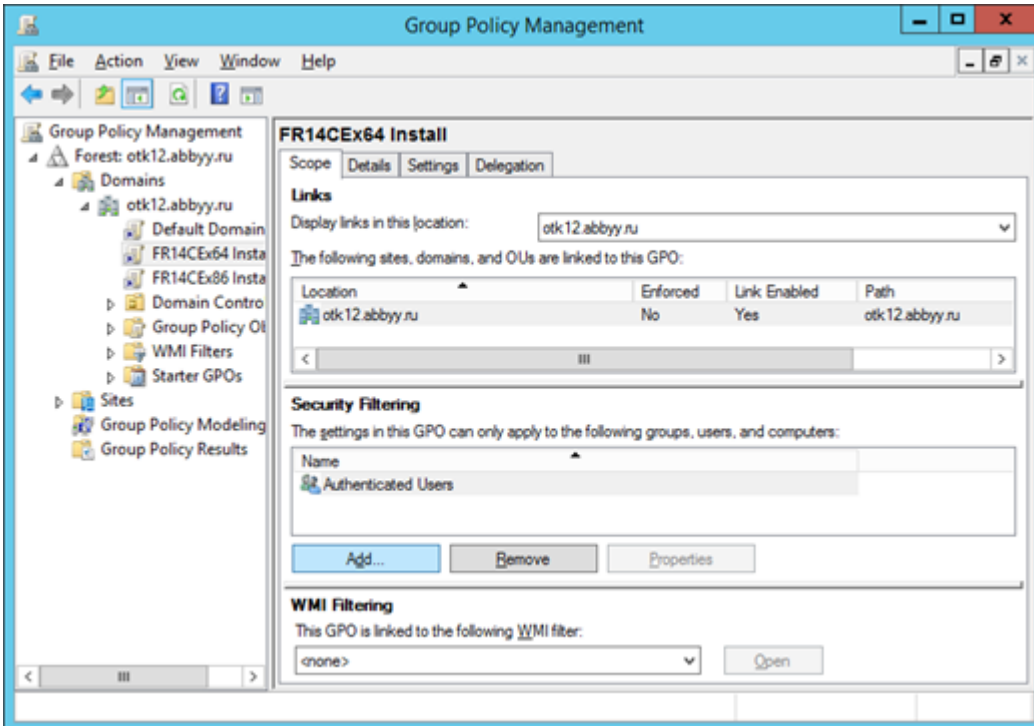 Group Policy Management
File Action View Window Help
Group Policy Management
Forest: otk12.abbyy.ru
Domains
otk12.abbyy.ru
Default Domain
FR14CEx64 Insta
FR14CEx86 Insta
Domain Contro
Group Policy Ob
WMI Filters
Starter GPOs
Sites
Group Policy Modeling
Group Policy Results
FR14CEx64 Install
Scope Details Settings Delegation
Links
Display links in this location: otk12.abbyy.ru
The following sites, domains, and OUs are linked to this GPO:
Location Enforced Link Enabled Path
otk12.abbyy.ru No Yes otk12.abbyy.ru
Security Filtering
The settings in this GPO can only apply to the following groups, users, and computers:
Name
Authenticated Users
Add... Remove Properties
WMI Filtering
This GPO is linked to the following WMI filter:
<none> Open